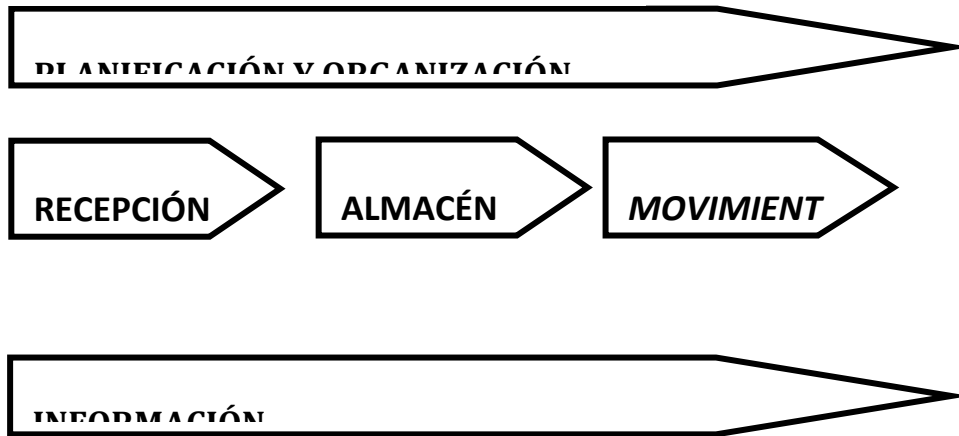 PLANIFICACIÓN Y ORGANIZACIÓN
RECEPCIÓN
ALMACÉN
MOVIMIENT
INFORMACIÓN